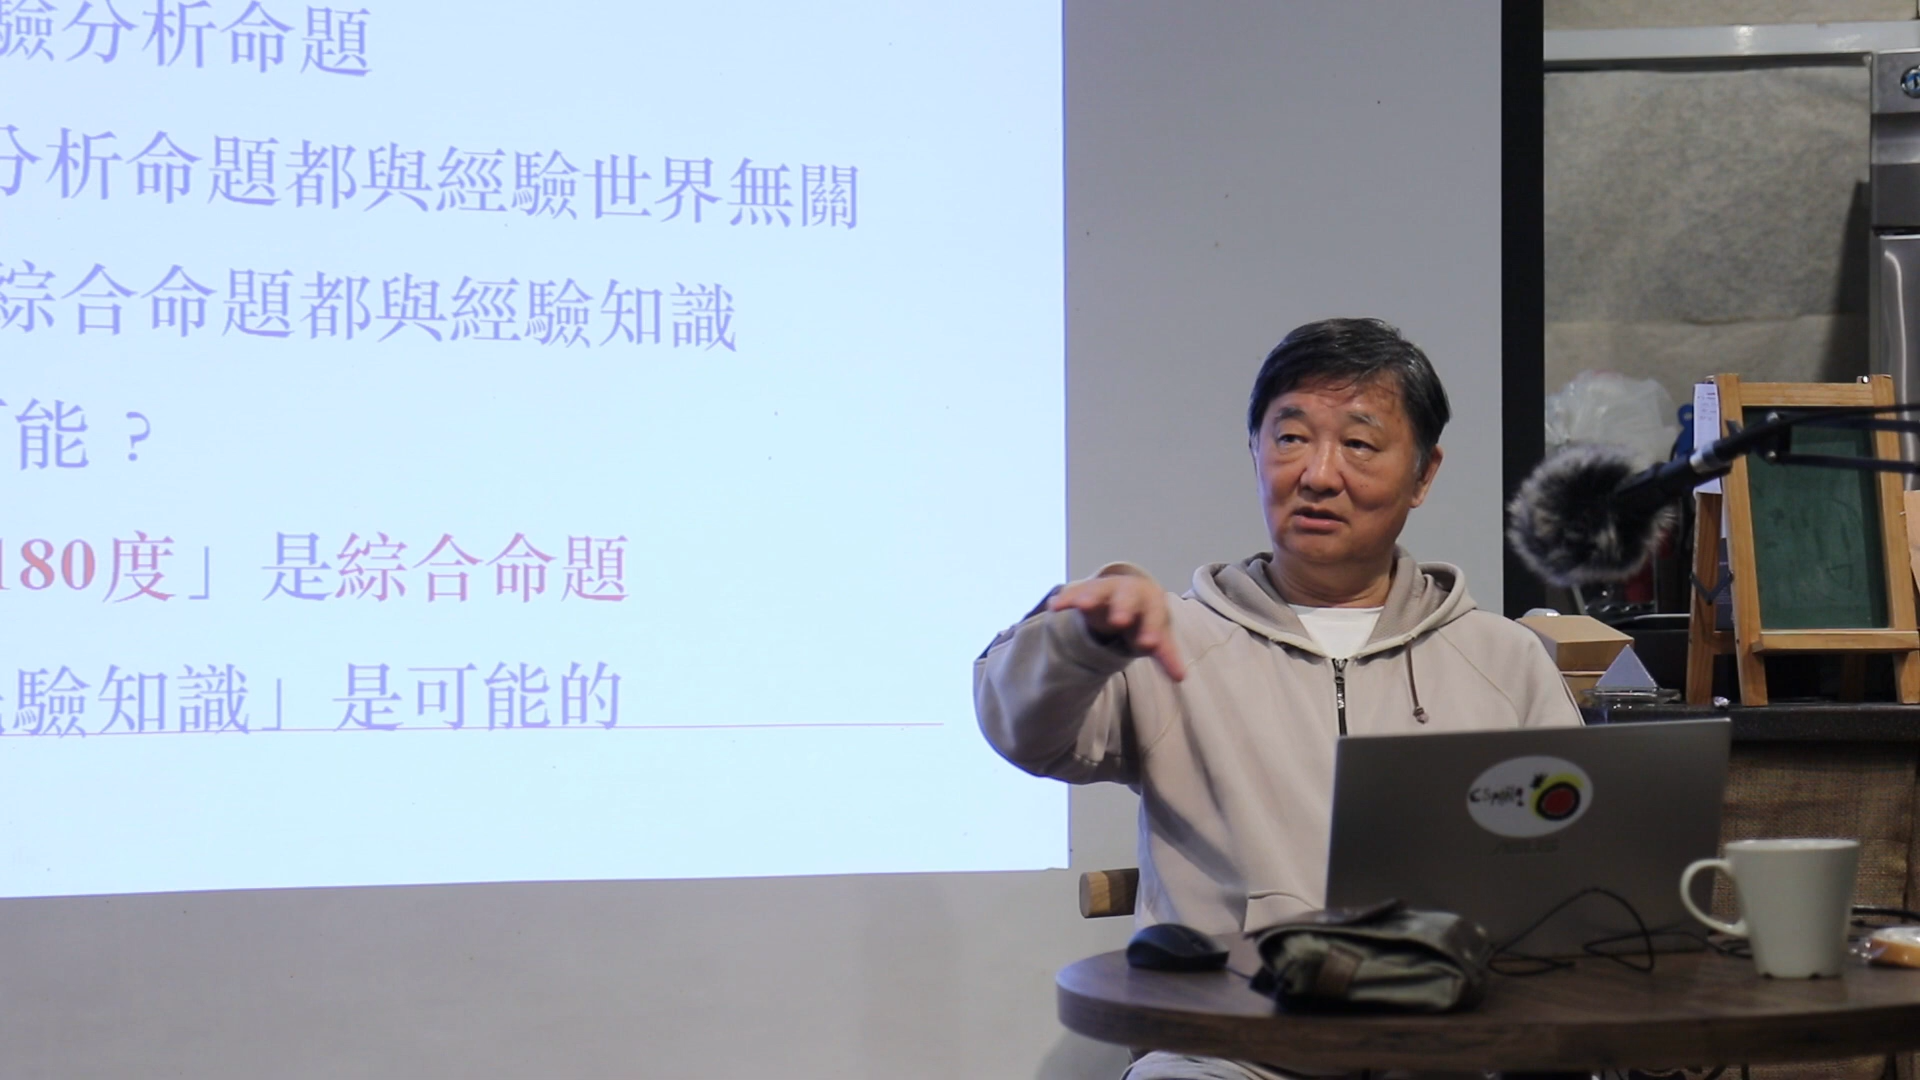 驗分析命題
分析命題都與經驗世界無關
綜合命題都與經驗知識
能？
180度」是綜合命題
驗知識」是可能的